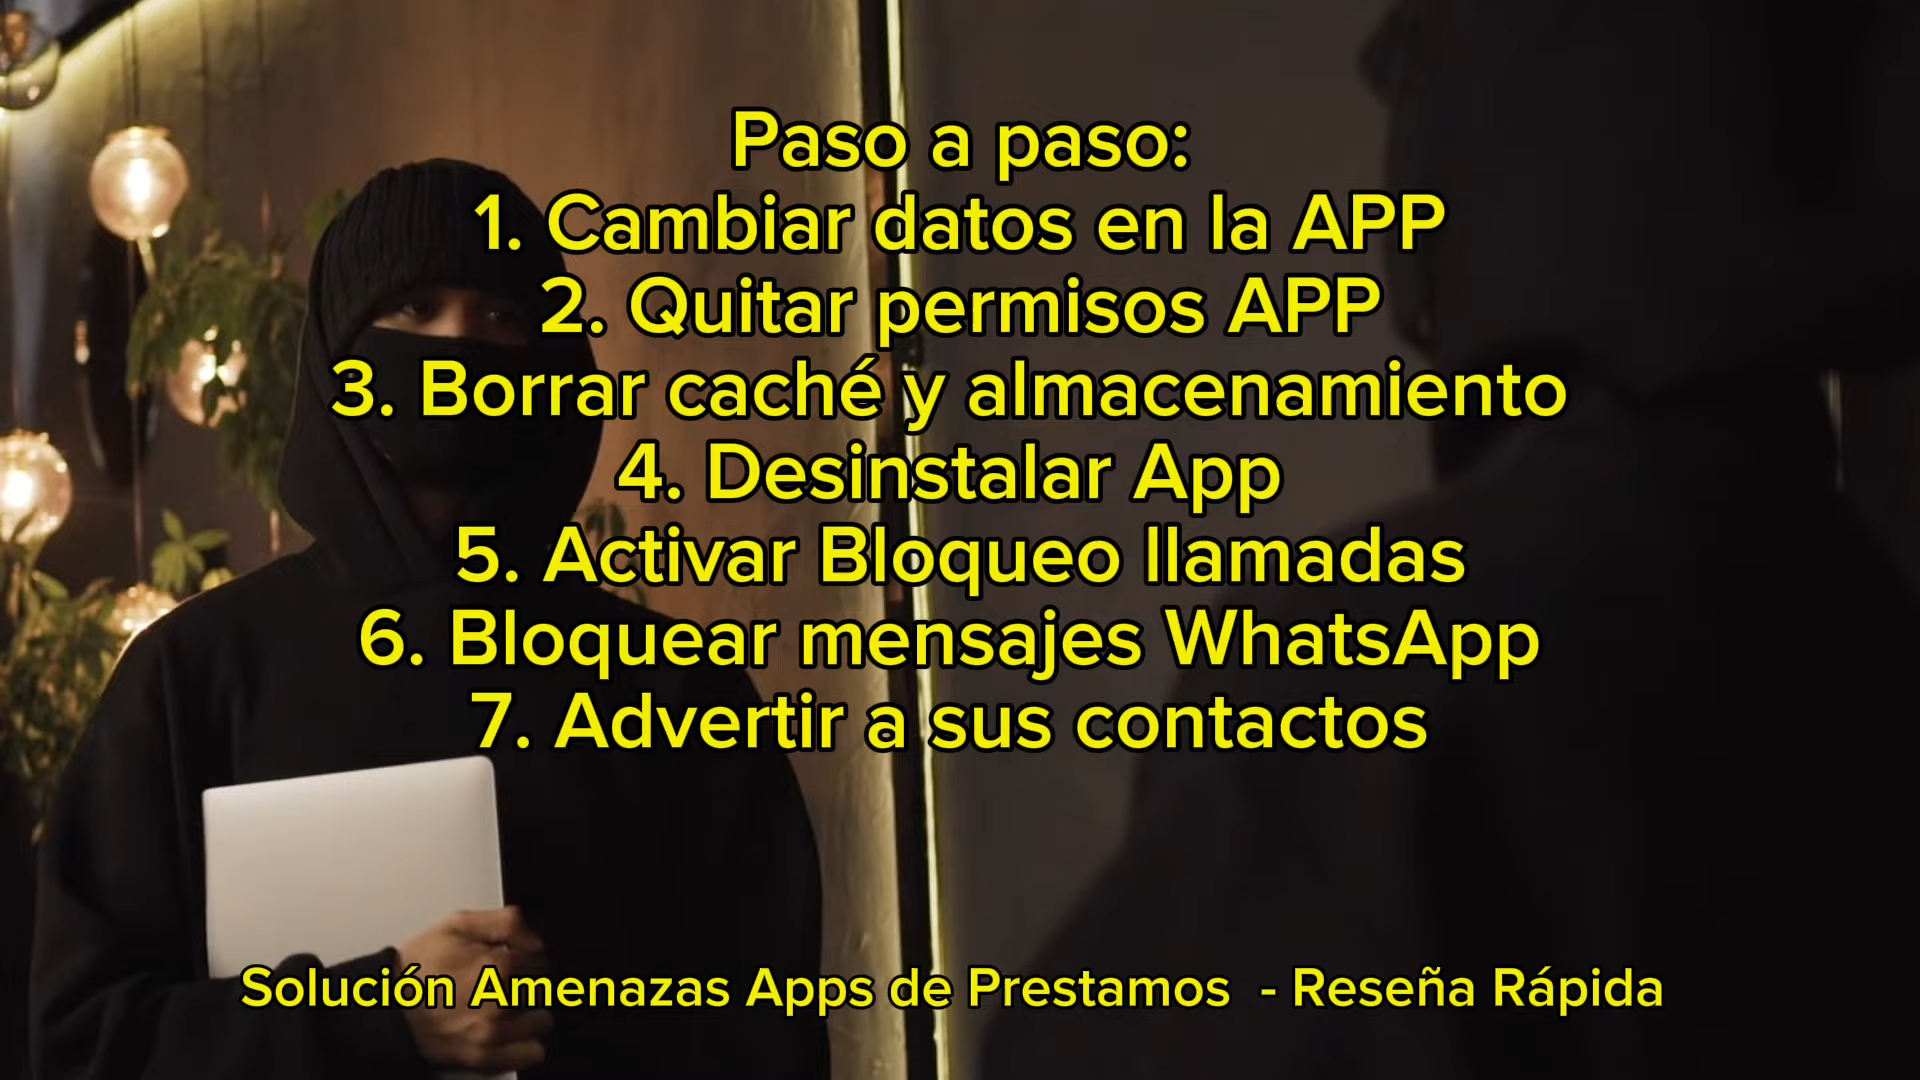 Paso a paso:
1. Cambiar datos en la APP
2. Quitar permisos APP
3. Borrar caché y almacenamiento
4. Desinstalar App
5. Activar Bloqueo llamadas
6. Bloquear mensajes WhatsApp
7. Advertir a sus contactos
Solución Amenazas Apps de Prestamos - Reseña Rápida